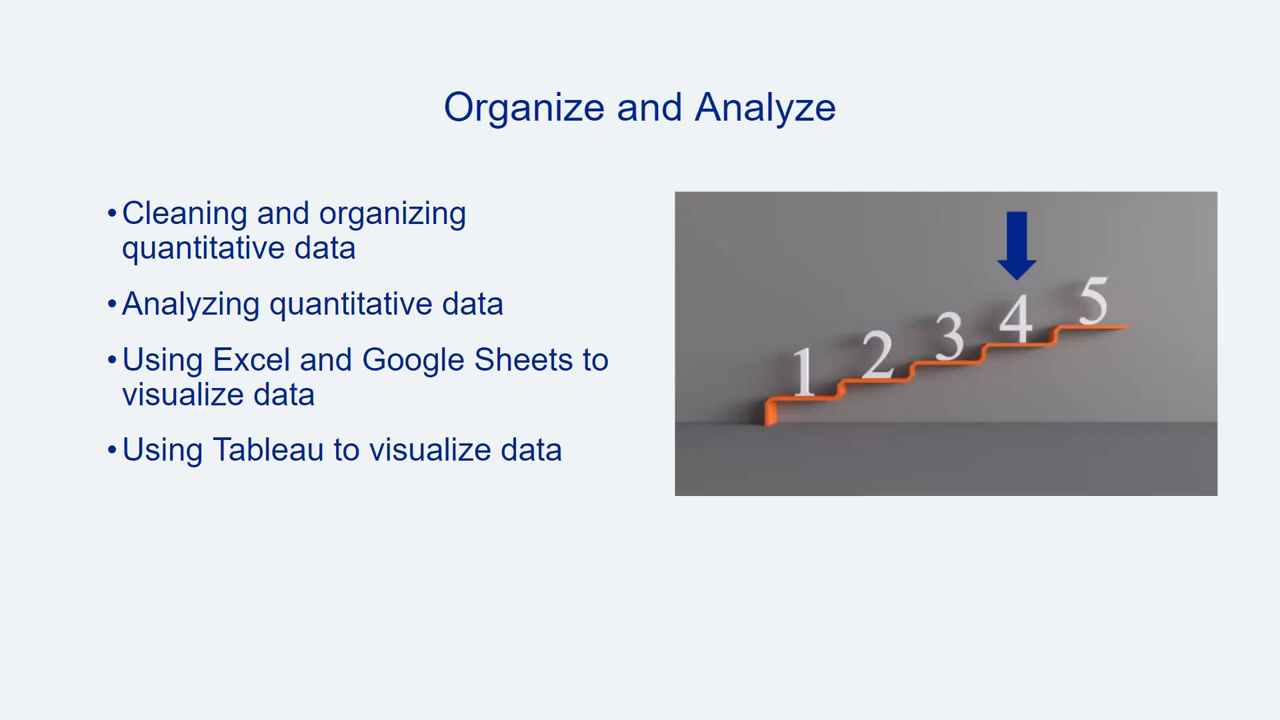 Organize and Analyze
•Cleaning and organizing
quantitative data
•Analyzing quantitative data
•Using Excel and Google Sheets to
visualize data
•Using Tableau to visualize data
1 2 3 4 5